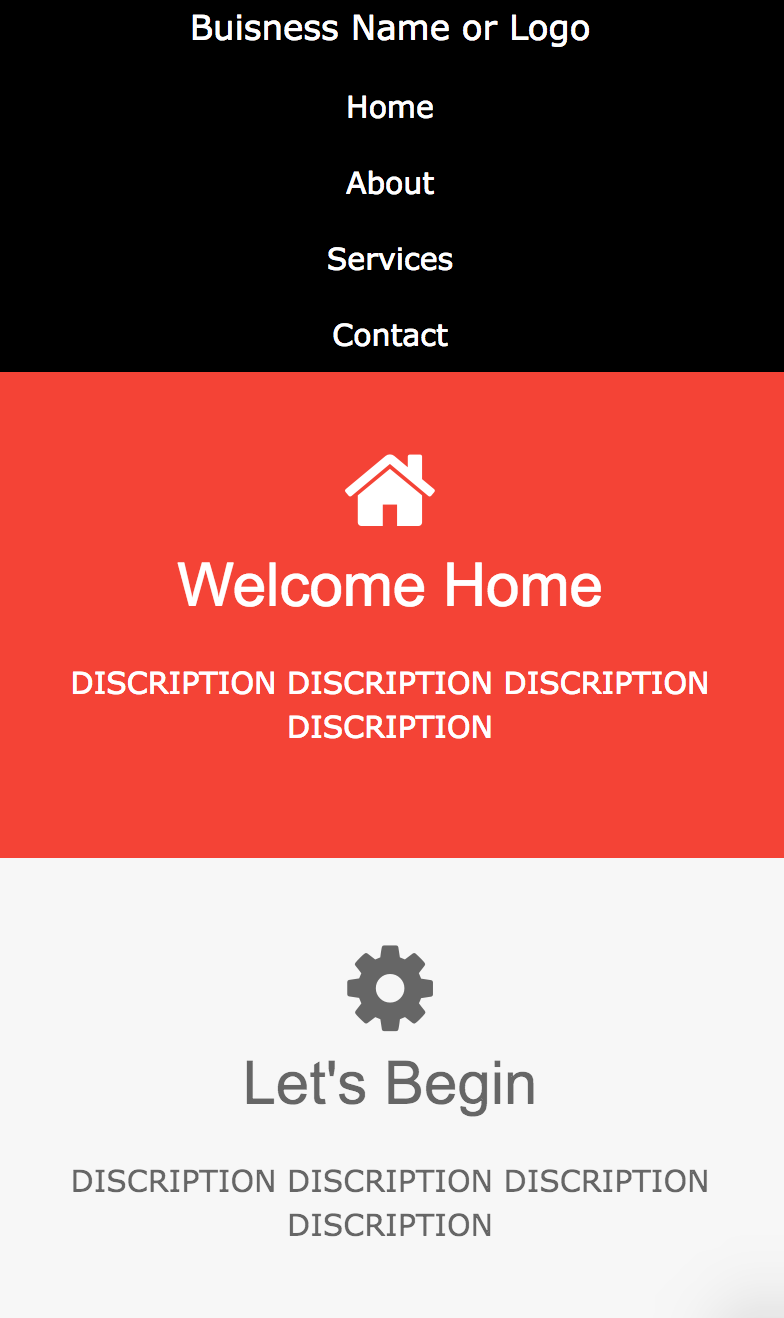 Buisness Name or Logo
Home
About
Services
Contact
Welcome Home
DISCRIPTION DISCRIPTION DISCRIPTION
DISCRIPTION
Let's Begin
DISCRIPTION DISCRIPTION DISCRIPTION
DISCRIPTION